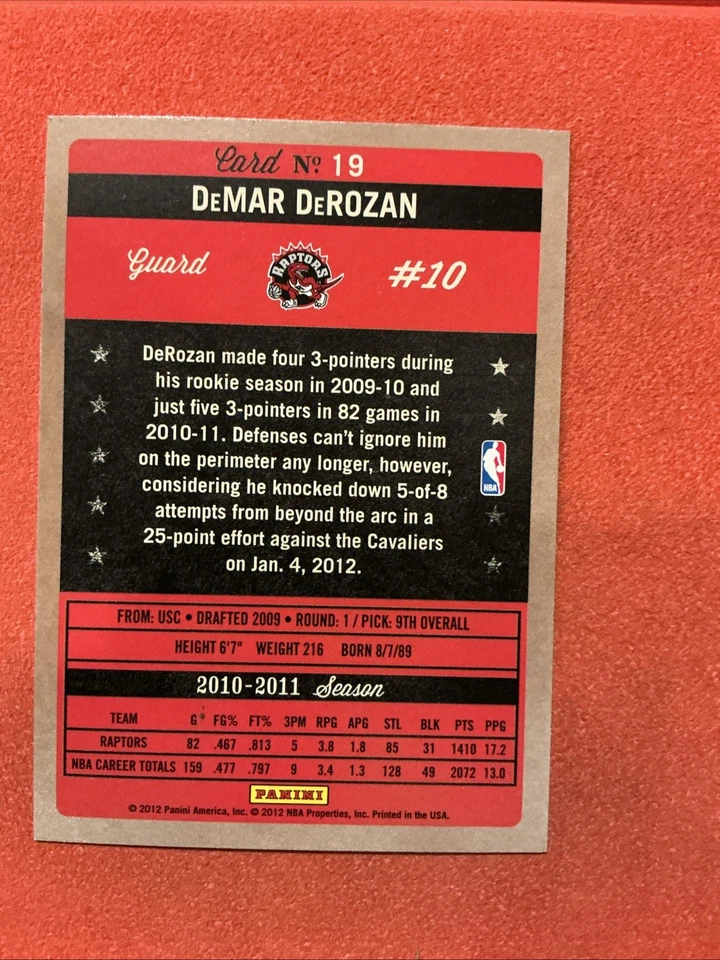 Card Nº 19
DEMAR DEROZAN
Guard
RAPTORS
#10
DeRozan made four 3-pointers during
his rookie season in 2009-10 and
just five 3-pointers in 82 games in
2010-11. Defenses can't ignore him
on the perimeter any longer, however,
considering he knocked down 5-of-8
attempts from beyond the arc in a
25-point effort against the Cavaliers
on Jan. 4, 2012.
NBA
FROM: USC • DRAFTED 2009 • ROUND: 1 / PICK: 9TH OVERALL
HEIGHT 6'7" WEIGHT 216 BORN 8/7/89
2010-2011 Season
TEAM G FG% FT% 3PM RPG APG STL BLK PTS PPG
RAPTORS 82 .467 .813 5 3.8 1.8 85 31 1410 17.2
NBA CAREER TOTALS 159 .477 .797 9 3.4 1.3 128 49 2072 13.0
PANINI
© 2012 Panini America, Inc. © 2012 NBA Properties, Inc. Printed in the USA.